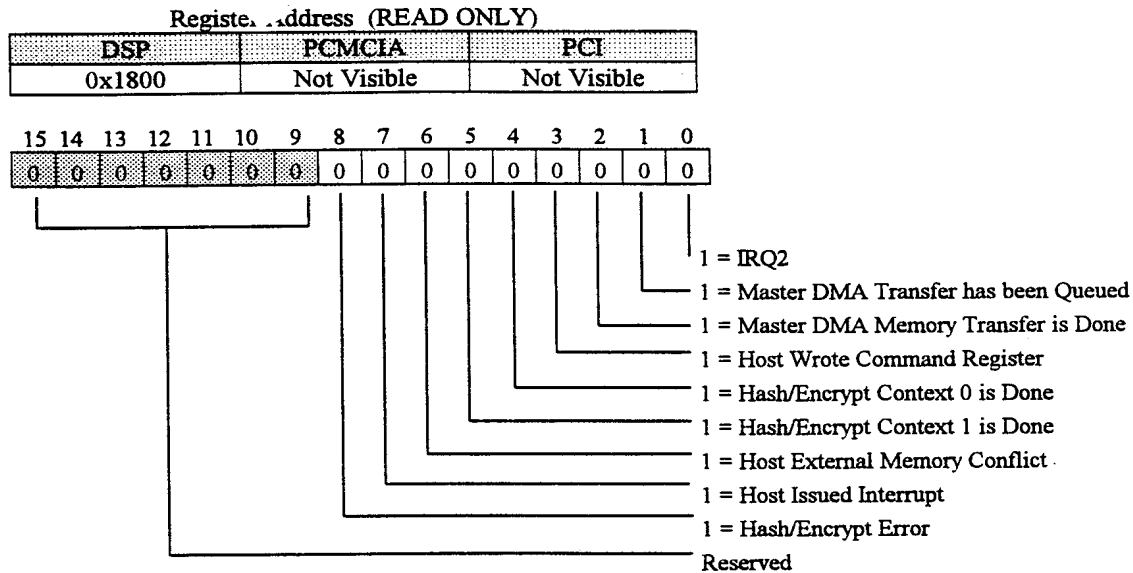 (READ ONLY)
DSP PCMCIA PCI
0x1800 Not Visible Not Visible
15 14 13 12 11 10 9 8 7 6 5 4 3 2 1 0
0 0 0 0 0 0 0 0 0 0 0 0 0 0 0 0
1 = IRQ2
1 = Master DMA Transfer has been Queued
1 = Master DMA Memory Transfer is Done
1 = Host Wrote Command Register
1 = Hash/Encrypt Context 0 is Done
1 = Hash/Encrypt Context 1 is Done
1 = Host External Memory Conflict
1 = Host Issued Interrupt
1 = Hash/Encrypt Error
Reserved